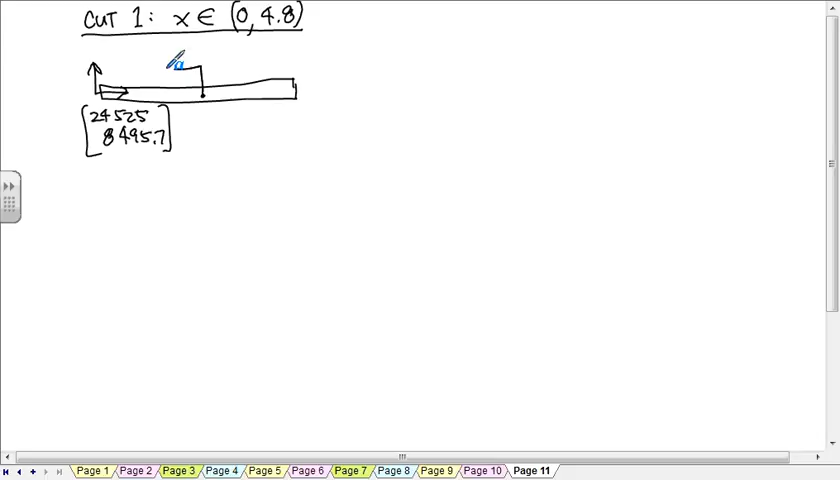 CUT 1: x ∈ (0, 4.8)
24525
8495.7
Page 1 Page 2 Page 3 Page 4 Page 5 Page 6 Page 7 Page 8 Page 9 Page 10 Page 11